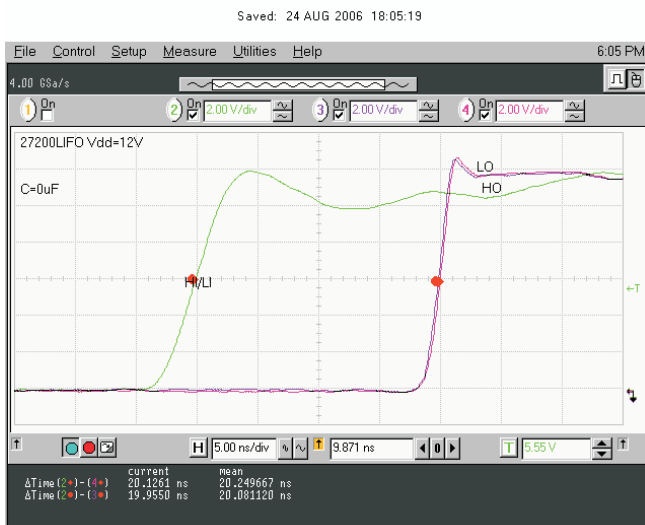 Saved: 24 AUG 2006 18:05:19
File Control Setup Measure Utilities Help 6:05 PM
4.00 GSa/s
1 On 2 On 2.00 V/div 3 On 2.00 V/div 4 On 2.00 V/div
27200LIFO Vdd=12V
LO
C=0uF
HO
HI/LI
←T
H 5.00 ns/div 9.871 ns 0 T 5.55 V
current mean
ΔTime(2●)-(4●) 20.1261 ns 20.249667 ns
ΔTime(2●)-(3●) 19.9550 ns 20.081120 ns